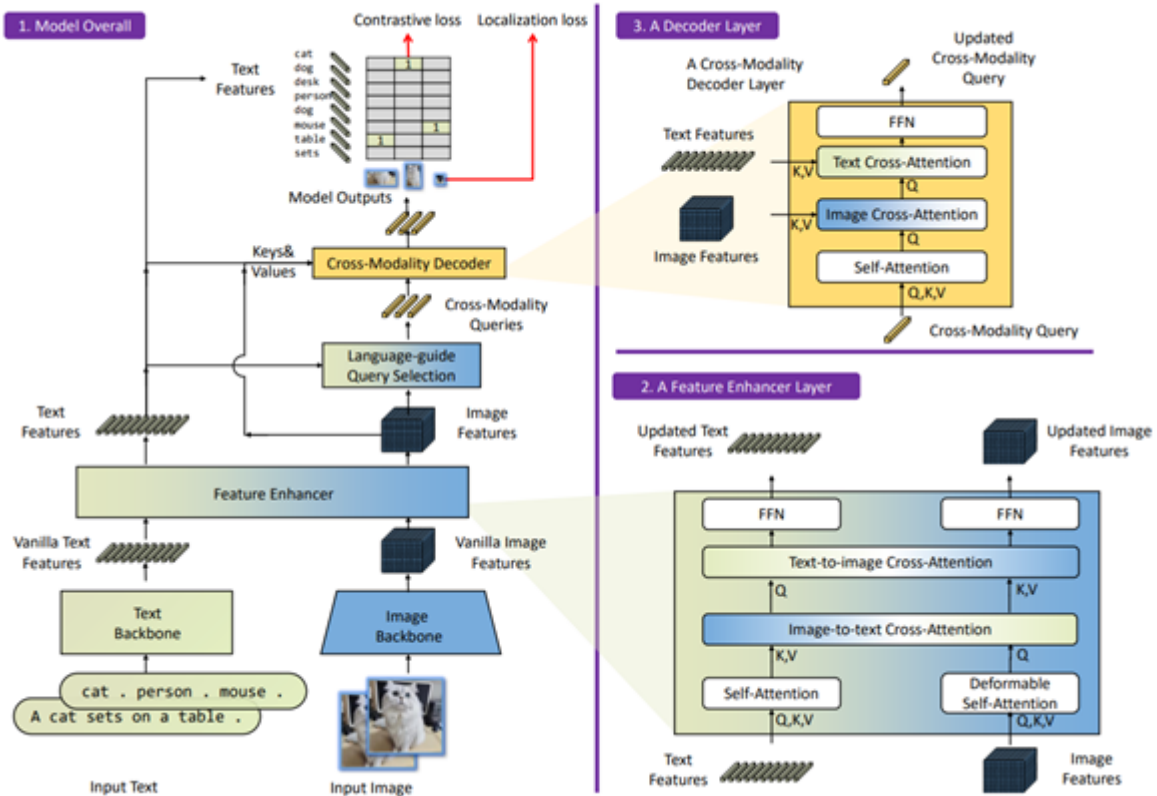 1. Model Overall
Contrastive loss
Localization loss
Text
Features
cat
dog
desk
person
dog
mouse
table
sets
1
1
1
Model Outputs
Keys&
Values
Cross-Modality Decoder
Cross-Modality
Queries
Language-guide
Query Selection
Text
Features
Image
Features
Feature Enhancer
Vanilla Text
Features
Vanilla Image
Features
Text
Backbone
Image
Backbone
cat . person . mouse .
A cat sets on a table .
Input Text
Input Image
3. A Decoder Layer
A Cross-Modality
Decoder Layer
Updated
Cross-Modality
Query
FFN
Text Features
K,V
Text Cross-Attention
Q
K,V
Image Cross-Attention
Image Features
Q
Self-Attention
Q,K,V
Cross-Modality Query
2. A Feature Enhancer Layer
Updated Text
Features
Updated Image
Features
FFN
FFN
Text-to-image Cross-Attention
Q
K,V
Image-to-text Cross-Attention
K,V
Q
Self-Attention
Deformable
Self-Attention
Q,K,V
Q,K,V
Text
Features
Image
Features